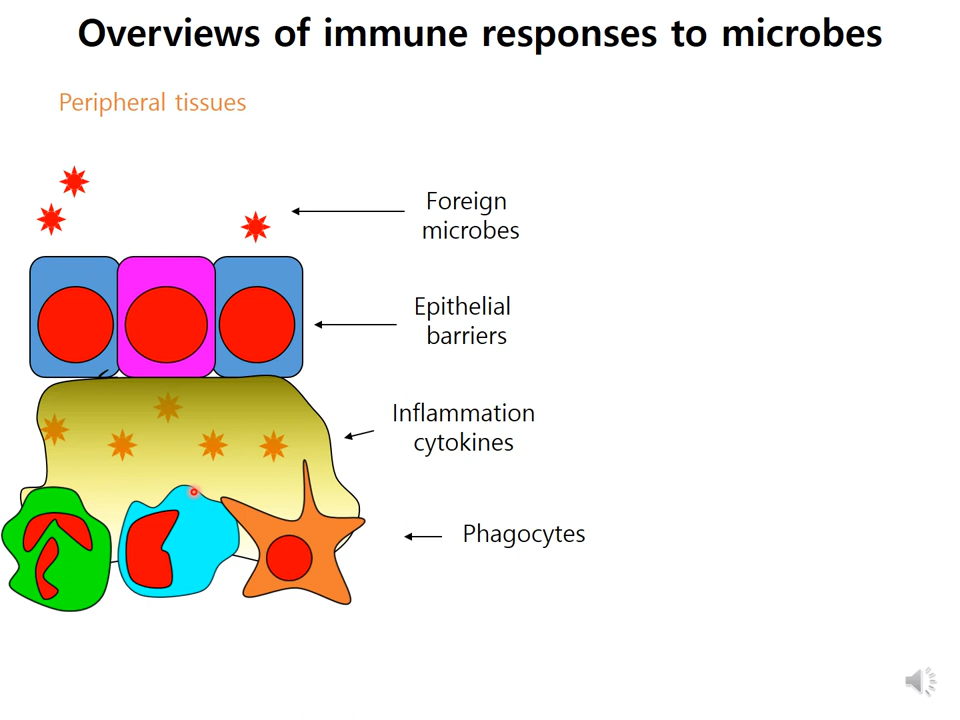 Overviews of immune responses to microbes
Peripheral tissues
Foreign
microbes
Epithelial
barriers
Inflammation
cytokines
Phagocytes